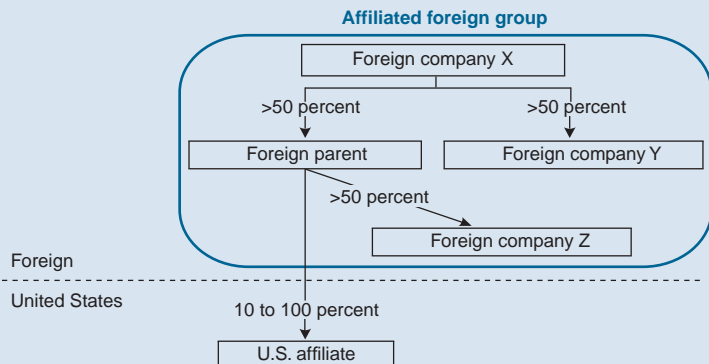 Affiliated foreign group
Foreign company X
>50 percent
>50 percent
Foreign parent
Foreign company Y
>50 percent
Foreign company Z
Foreign
United States
10 to 100 percent
U.S. affiliate